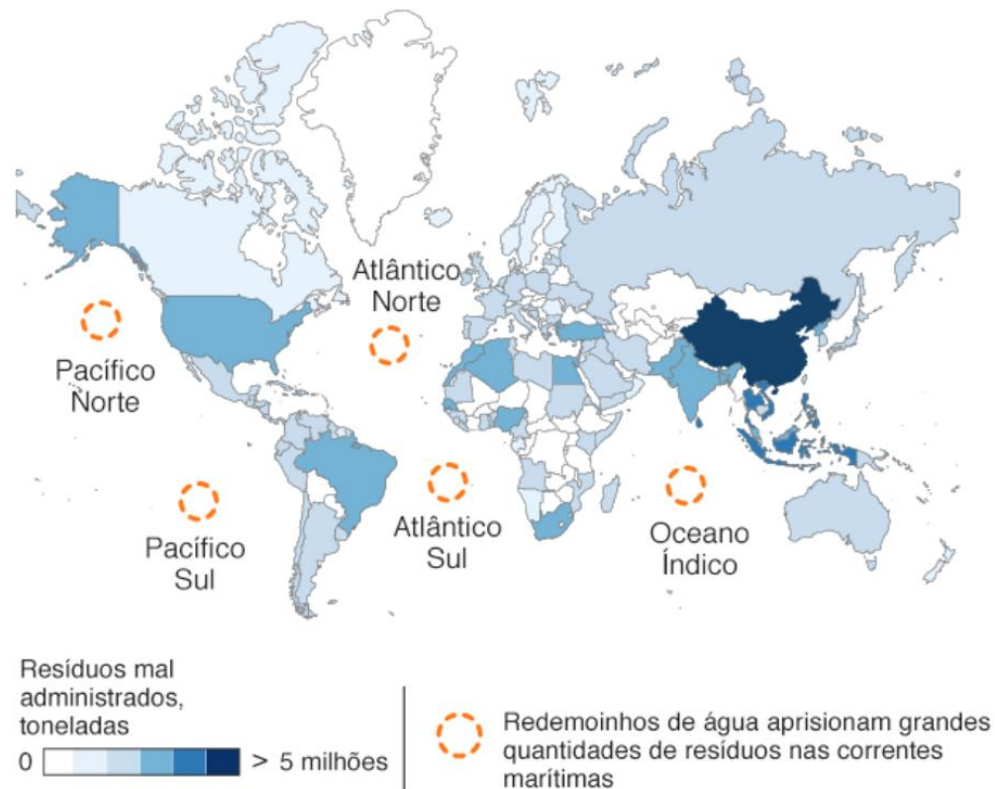 Atlântico
Norte
Pacífico
Norte
Pacífico
Sul
Atlântico
Sul
Oceano
Índico
Resíduos mal
administrados,
toneladas
0 > 5 milhões
Redemoinhos de água aprisionam grandes
quantidades de resíduos nas correntes
marítimas